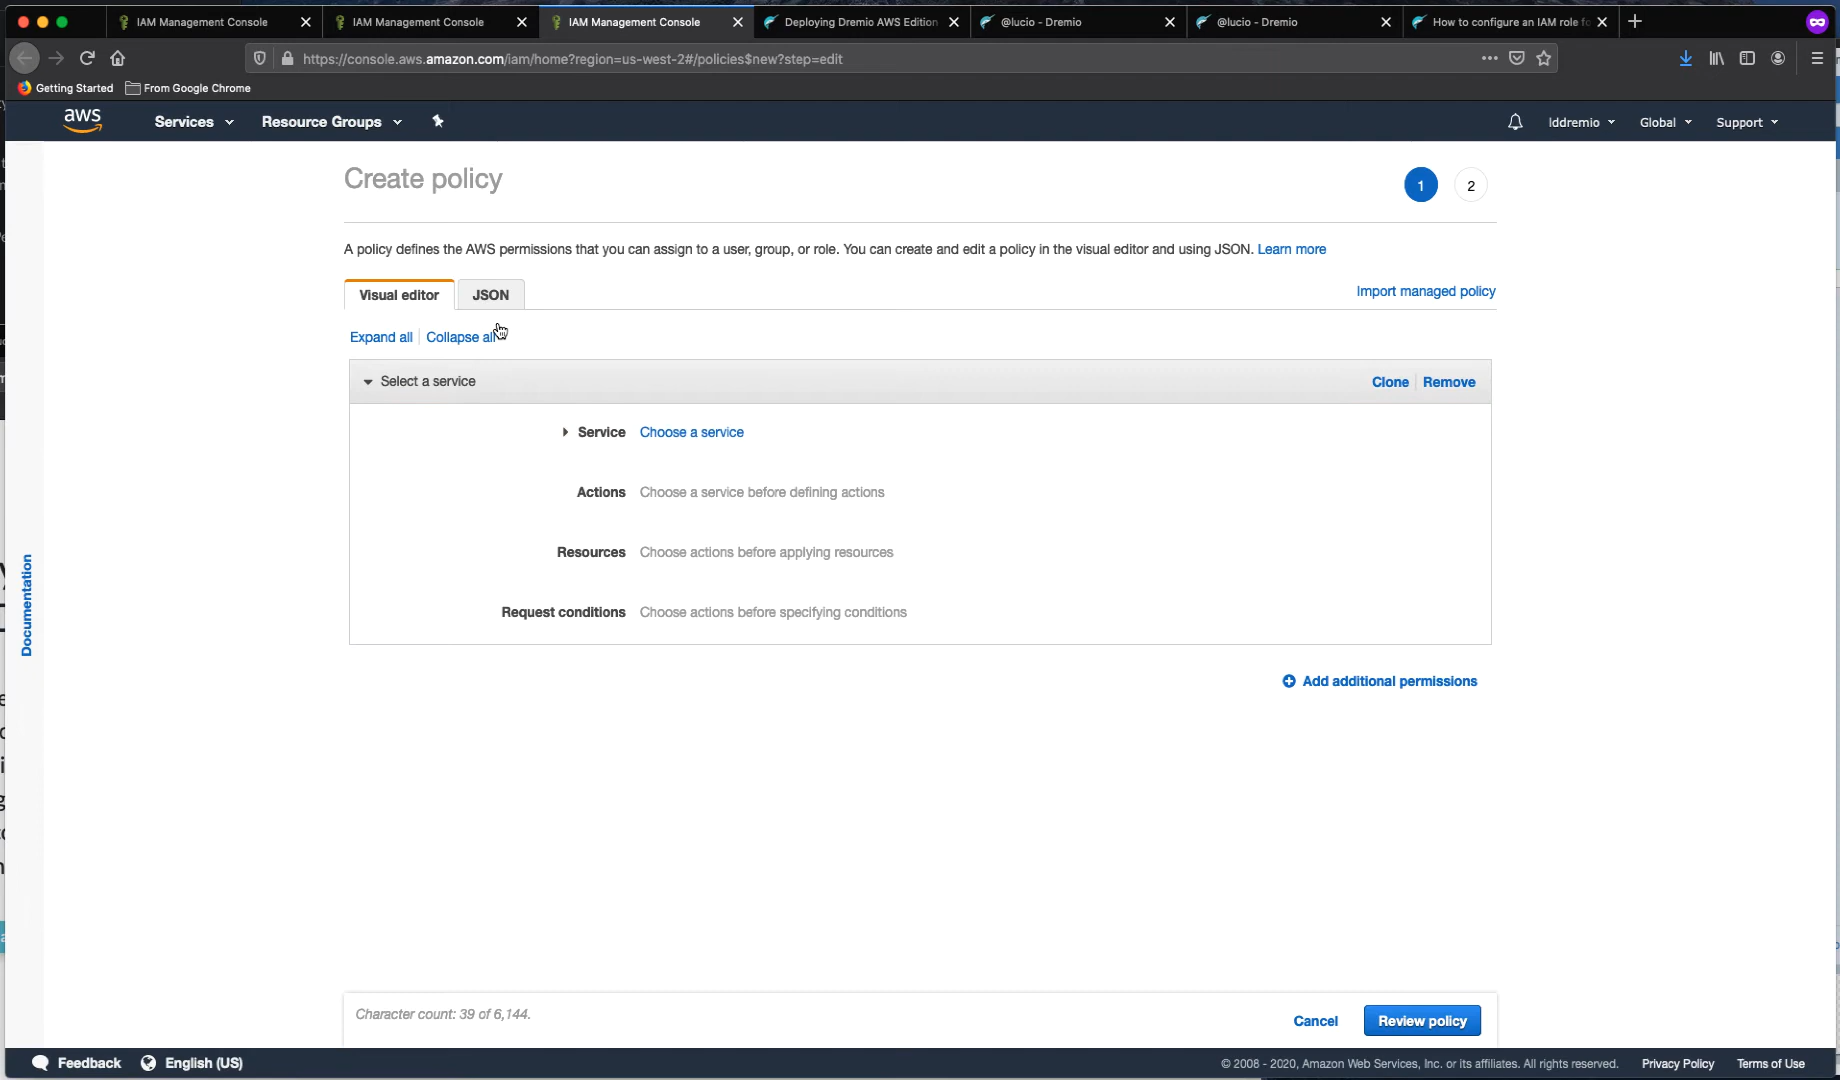 IAM Management Console
IAM Management Console
IAM Management Console
Deploying Dremio AWS Edition
@lucio - Dremio
@lucio - Dremio
How to configure an IAM role fo
https://console.aws.amazon.com/iam/home?region=us-west-2#/policies$new?step=edit
Getting Started
From Google Chrome
aws
Services
Resource Groups
lddremio
Global
Support
Create policy
1
2
A policy defines the AWS permissions that you can assign to a user, group, or role. You can create and edit a policy in the visual editor and using JSON. Learn more
Visual editor
JSON
Import managed policy
Expand all
Collapse all
Select a service
Clone
Remove
Service
Choose a service
Actions
Choose a service before defining actions
Resources
Choose actions before applying resources
Request conditions
Choose actions before specifying conditions
Documentation
Add additional permissions
Character count: 39 of 6,144.
Cancel
Review policy
Feedback
English (US)
© 2008 - 2020, Amazon Web Services, Inc. or its affiliates. All rights reserved.
Privacy Policy
Terms of Use